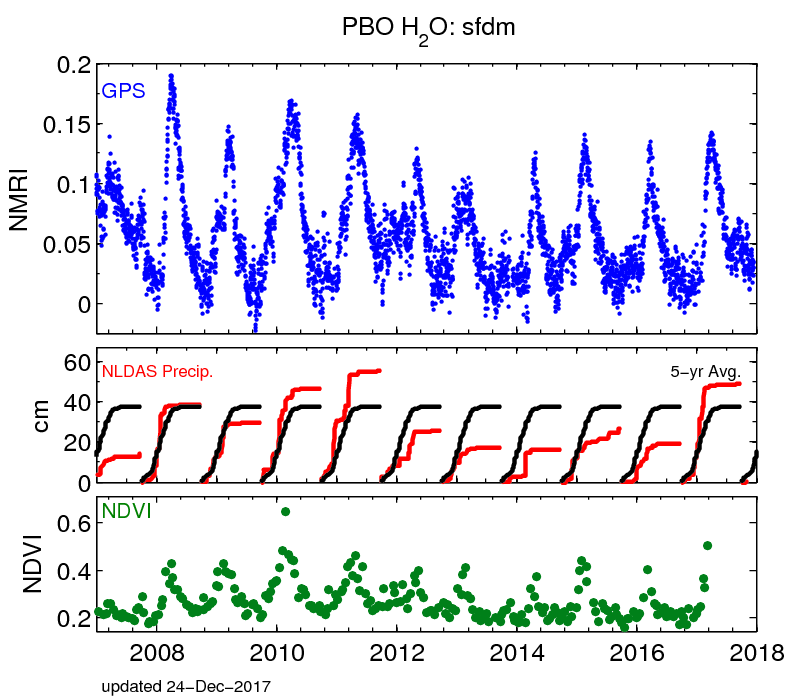 PBO H2O: sfdm
0.2
GPS
0.15
NMRI
0.1
0.05
0
60
NLDAS Precip.
5-yr Avg.
40
cm
20
0
NDVI
0.6
NDVI
0.4
0.2
2008 2010 2012 2014 2016 2018
updated 24-Dec-2017